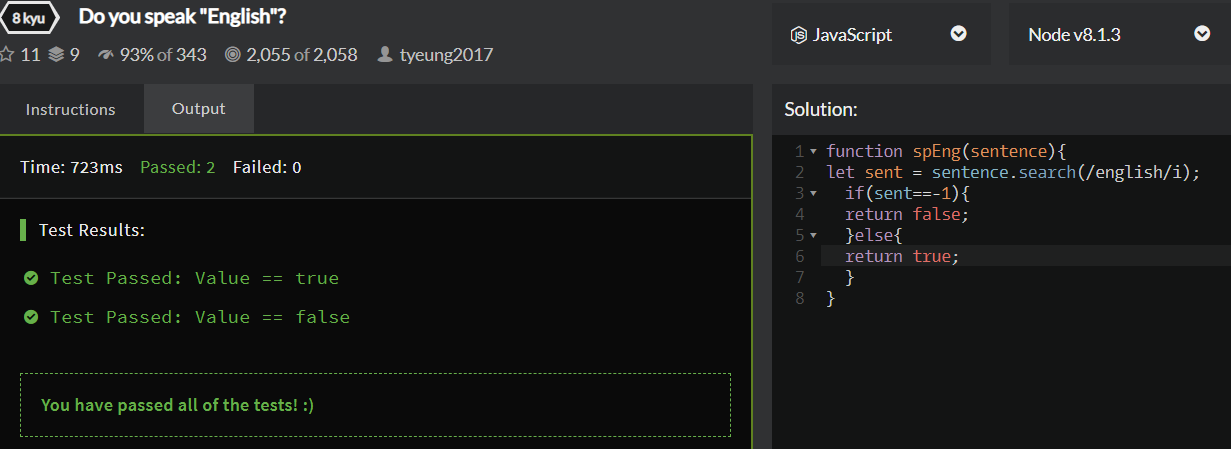 8 kyu Do you speak "English"?
11 9 93% of 343 2,055 of 2,058 tyeung2017
JavaScript
Node v8.1.3
Instructions Output
Time: 723ms Passed: 2 Failed: 0
Test Results:
Test Passed: Value == true
Test Passed: Value == false
You have passed all of the tests! :)
Solution:
1 function spEng(sentence){
2 let sent = sentence.search(/english/i);
3 if(sent==-1){
4 return false;
5 }else{
6 return true;
7 }
8 }